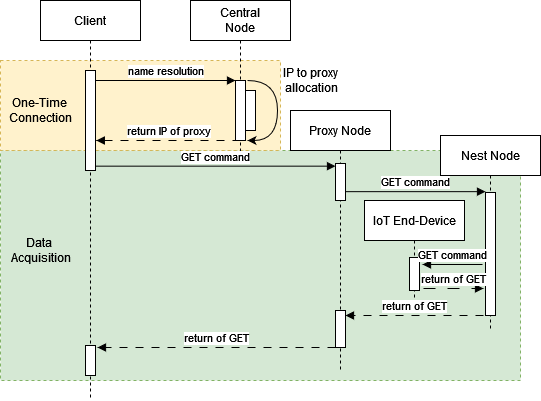 Client
Central
Node
name resolution
IP to proxy
allocation
One-Time
Connection
return IP of proxy
Proxy Node
GET command
Nest Node
GET command
IoT End-Device
Data
Acquisition
GET command
return of GET
return of GET
return of GET